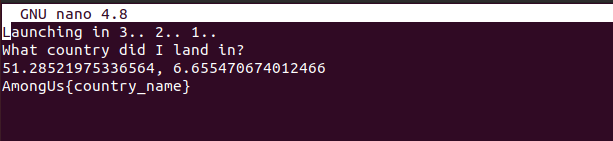 GNU nano 4.8
Launching in 3.. 2.. 1..
What country did I land in?
51.28521975336564, 6.655470674012466
AmongUs{country_name}